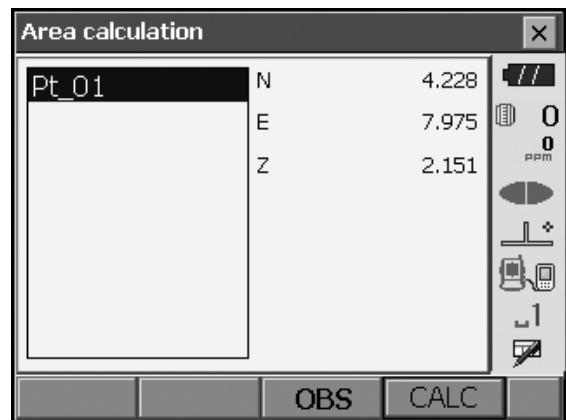 Area calculation
Pt_01 N 4.228 0
E 7.975 0
Z 2.151 PPM
1
OBS CALC